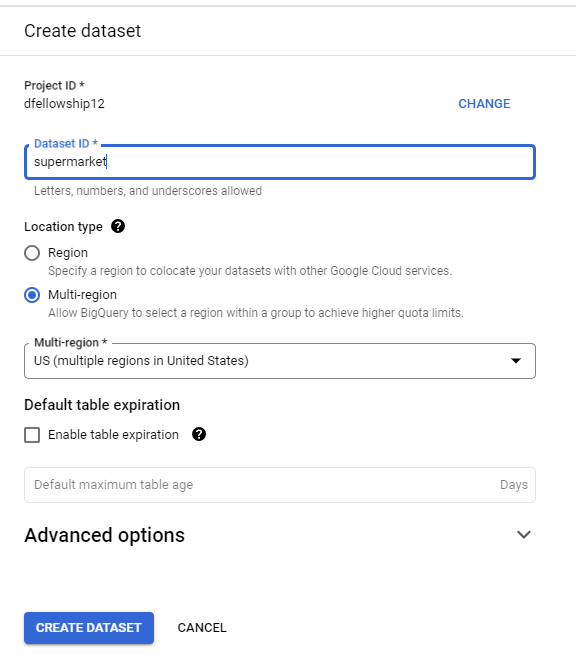 Create dataset
Project ID *
dfellowship12
CHANGE
Dataset ID *
supermarket
Letters, numbers, and underscores allowed
Location type ?
Region
Specify a region to colocate your datasets with other Google Cloud services.
Multi-region
Allow BigQuery to select a region within a group to achieve higher quota limits.
Multi-region *
US (multiple regions in United States)
Default table expiration
Enable table expiration ?
Default maximum table age Days
Advanced options
CREATE DATASET CANCEL